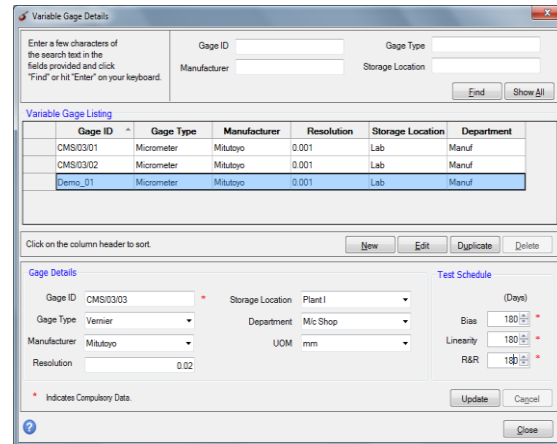 Variable Gage Details
Enter a few characters of
the search text in the
fields provided and click
"Find" or hit "Enter" on your keyboard.
Gage ID Gage Type
Manufacturer Storage Location
Find Show All
Variable Gage Listing
Gage ID Gage Type Manufacturer Resolution Storage Location Department
CMS/03/01 Micrometer Mitutoyo 0.001 Lab Manuf
CMS/03/02 Micrometer Mitutoyo 0.001 Lab Manuf
Demo_01 Micrometer Mitutoyo 0.001 Lab Manuf
Click on the column header to sort. New Edit Duplicate Delete
Gage Details Test Schedule
Gage ID CMS/03/03 * Storage Location Plant I (Days)
Gage Type Vernier Department M/c Shop Bias 180 *
Manufacturer Mitutoyo UOM mm Linearity 180 *
Resolution 0.02 R&R 180 *
* Indicates Compulsory Data. Update Cancel
? Close